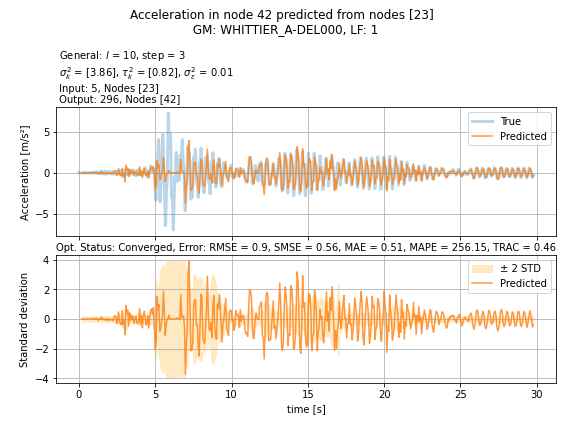 Acceleration in node 42 predicted from nodes [23]
GM: WHITTIER_A-DEL000, LF: 1
General: l = 10, step = 3
σ²ₖ = [3.86], τ²ₖ = [0.82], σ²ε = 0.01
Input: 5, Nodes [23]
Output: 296, Nodes [42]
True
Predicted
Acceleration [m/s²]
5
0
−5
Opt. Status: Converged, Error: RMSE = 0.9, SMSE = 0.56, MAE = 0.51, MAPE = 256.15, TRAC = 0.46
± 2 STD
Predicted
Standard deviation
4
2
0
−2
−4
0 5 10 15 20 25 30
time [s]